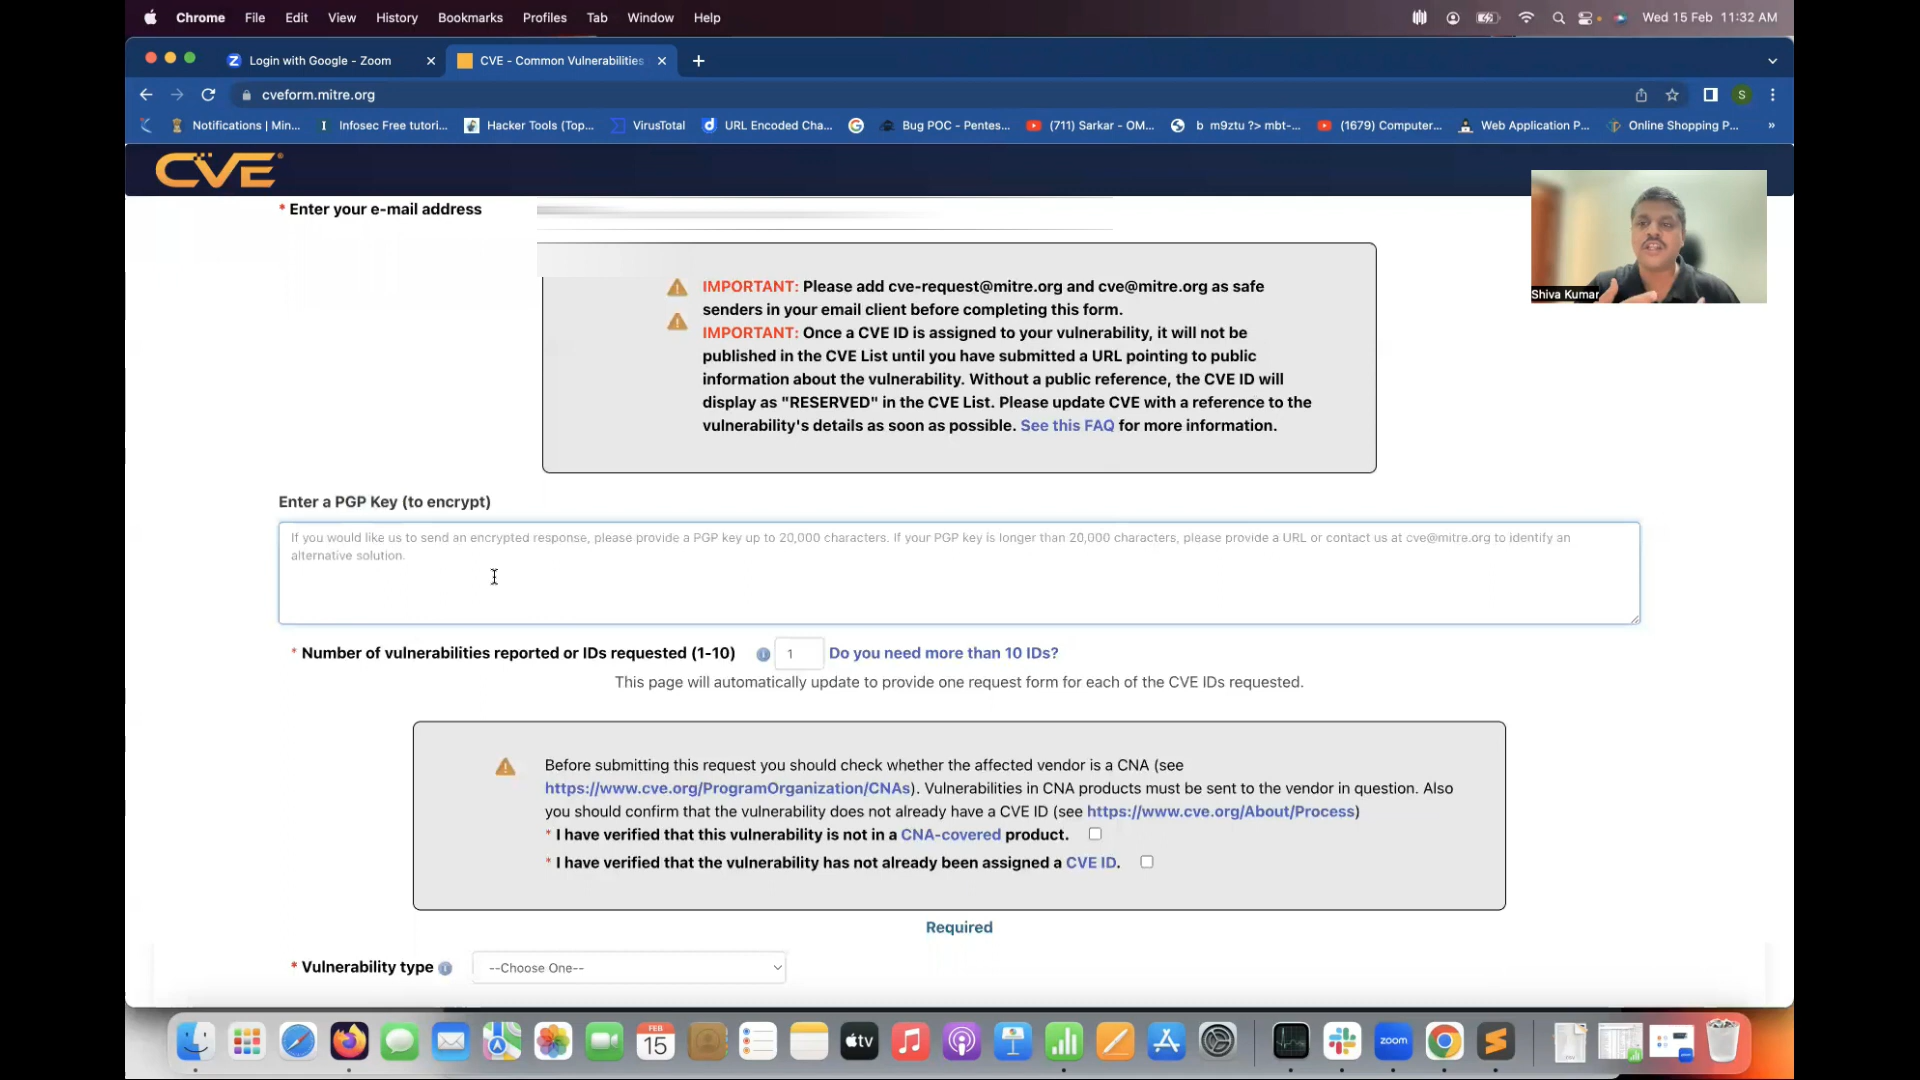 Chrome File Edit View History Bookmarks Profiles Tab Window Help Wed 15 Feb 11:32 AM
Login with Google - Zoom CVE - Common Vulnerabilities
cveform.mitre.org S
Notifications | Min... Infosec Free tutori... Hacker Tools (Top... VirusTotal URL Encoded Cha... Bug POC - Pentes... (711) Sarkar - OM... b m9ztu ?> mbt-... (1679) Computer... Web Application P... Online Shopping P... »
CVE
* Enter your e-mail address
IMPORTANT: Please add cve-request@mitre.org and cve@mitre.org as safe
senders in your email client before completing this form.
IMPORTANT: Once a CVE ID is assigned to your vulnerability, it will not be
published in the CVE List until you have submitted a URL pointing to public
information about the vulnerability. Without a public reference, the CVE ID will
display as "RESERVED" in the CVE List. Please update CVE with a reference to the
vulnerability's details as soon as possible. See this FAQ for more information.
Shiva Kumar
Enter a PGP Key (to encrypt)
If you would like us to send an encrypted response, please provide a PGP key up to 20,000 characters. If your PGP key is longer than 20,000 characters, please provide a URL or contact us at cve@mitre.org to identify an
alternative solution.
* Number of vulnerabilities reported or IDs requested (1-10) 1 Do you need more than 10 IDs?
This page will automatically update to provide one request form for each of the CVE IDs requested.
Before submitting this request you should check whether the affected vendor is a CNA (see
https://www.cve.org/ProgramOrganization/CNAs). Vulnerabilities in CNA products must be sent to the vendor in question. Also
you should confirm that the vulnerability does not already have a CVE ID (see https://www.cve.org/About/Process)
* I have verified that this vulnerability is not in a CNA-covered product.
* I have verified that the vulnerability has not already been assigned a CVE ID.
Required
* Vulnerability type --Choose One--
FEB
15
tv
zoom